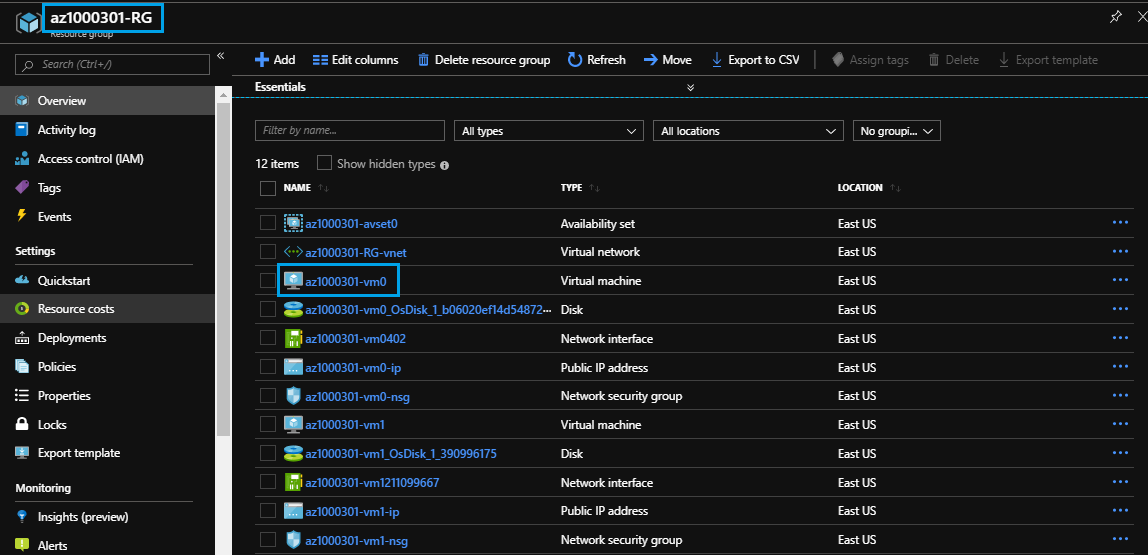 az1000301-RG
Resource group
Search (Ctrl+/)
«
Overview
Activity log
Access control (IAM)
Tags
Events
Settings
Quickstart
Resource costs
Deployments
Policies
Properties
Locks
Export template
Monitoring
Insights (preview)
Alerts
Add Edit columns Delete resource group Refresh Move Export to CSV Assign tags Delete Export template
Essentials
Filter by name... All types All locations No groupi...
12 items Show hidden types
NAME TYPE LOCATION
az1000301-avset0 Availability set East US
az1000301-RG-vnet Virtual network East US
az1000301-vm0 Virtual machine East US
az1000301-vm0_OsDisk_1_b06020ef14d54872... Disk East US
az1000301-vm0402 Network interface East US
az1000301-vm0-ip Public IP address East US
az1000301-vm0-nsg Network security group East US
az1000301-vm1 Virtual machine East US
az1000301-vm1_OsDisk_1_390996175 Disk East US
az1000301-vm1211099667 Network interface East US
az1000301-vm1-ip Public IP address East US
az1000301-vm1-nsg Network security group East US